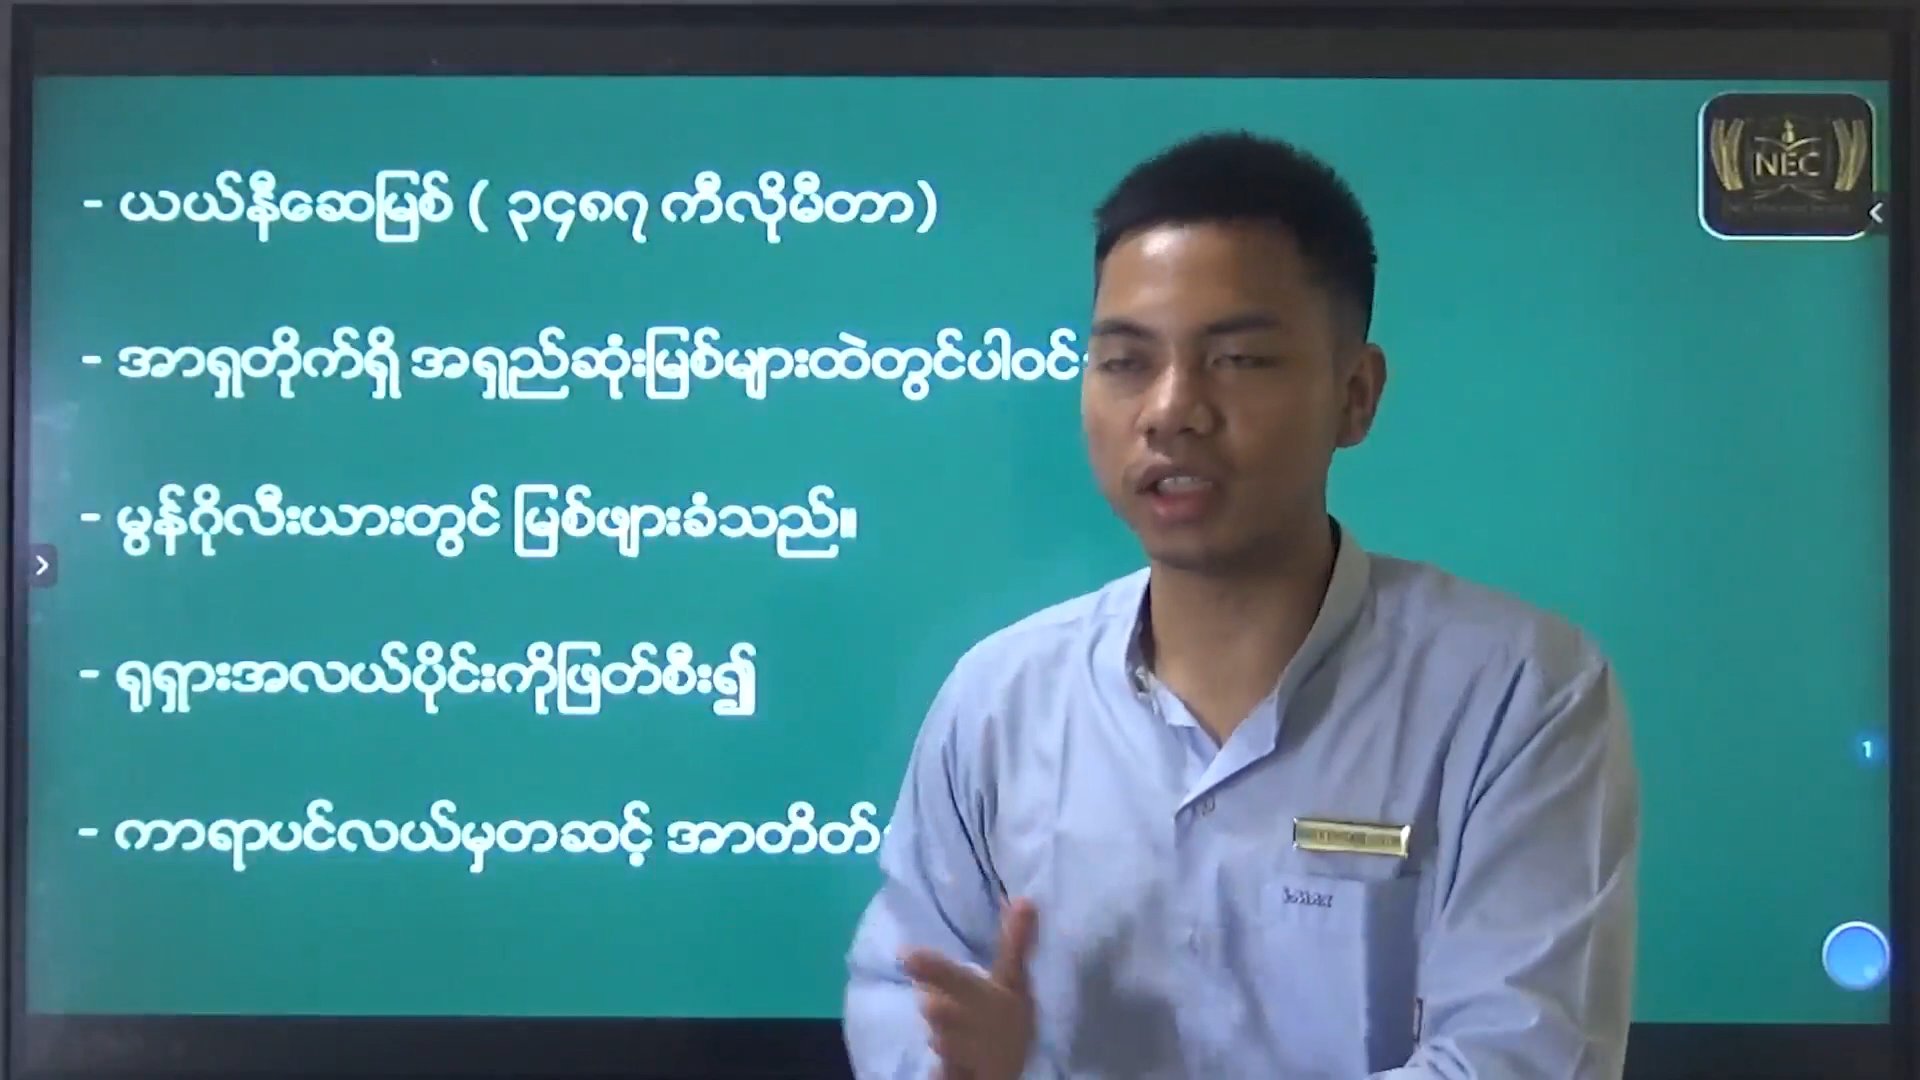 - ယယ်နီဆေမြစ် ( ၃၄၈၇ ကီလိုမီတာ)
- အာရှတိုက်ရှိ အရှည်ဆုံးမြစ်များထဲတွင်ပါဝင်
- မွန်ဂိုလီးယားတွင် မြစ်ဖျားခံသည်။
- ရုရှားအလယ်ပိုင်းကိုဖြတ်စီး၍
- ကာရာပင်လယ်မှတဆင့် အာတိတ်
NEC
1